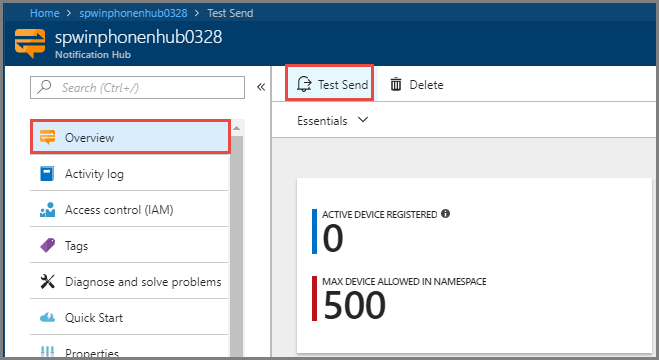 Home > spwinphonenhub0328 > Test Send
spwinphonenhub0328
Notification Hub
Search (Ctrl+/)
«
Test Send
Delete
Essentials
Overview
Activity log
Access control (IAM)
Tags
Diagnose and solve problems
Quick Start
Properties
ACTIVE DEVICE REGISTERED
0
MAX DEVICE ALLOWED IN NAMESPACE
500